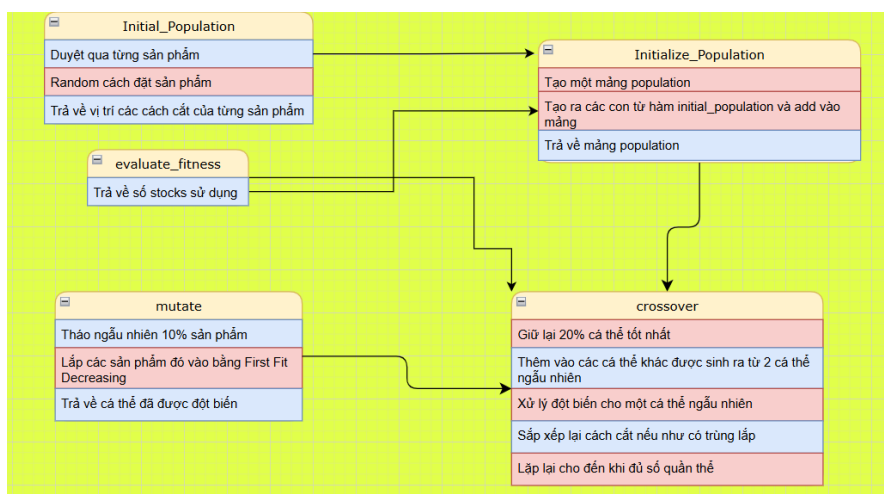 Initial_Population
Duyệt qua từng sản phẩm
Random cách đặt sản phẩm
Trả về vị trí các cách cắt của từng sản phẩm
Initialize_Population
Tạo một mảng population
Tạo ra các con từ hàm initial_population và add vào
mảng
Trả về mảng population
evaluate_fitness
Trả về số stocks sử dụng
mutate
Tháo ngẫu nhiên 10% sản phẩm
Lắp các sản phẩm đó vào bằng First Fit
Decreasing
Trả về cá thể đã được đột biến
crossover
Giữ lại 20% cá thể tốt nhất
Thêm vào các cá thể khác được sinh ra từ 2 cá thể
ngẫu nhiên
Xử lý đột biến cho một cá thể ngẫu nhiên
Sắp xếp lại cách cắt nếu như có trùng lắp
Lặp lại cho đến khi đủ số quần thể